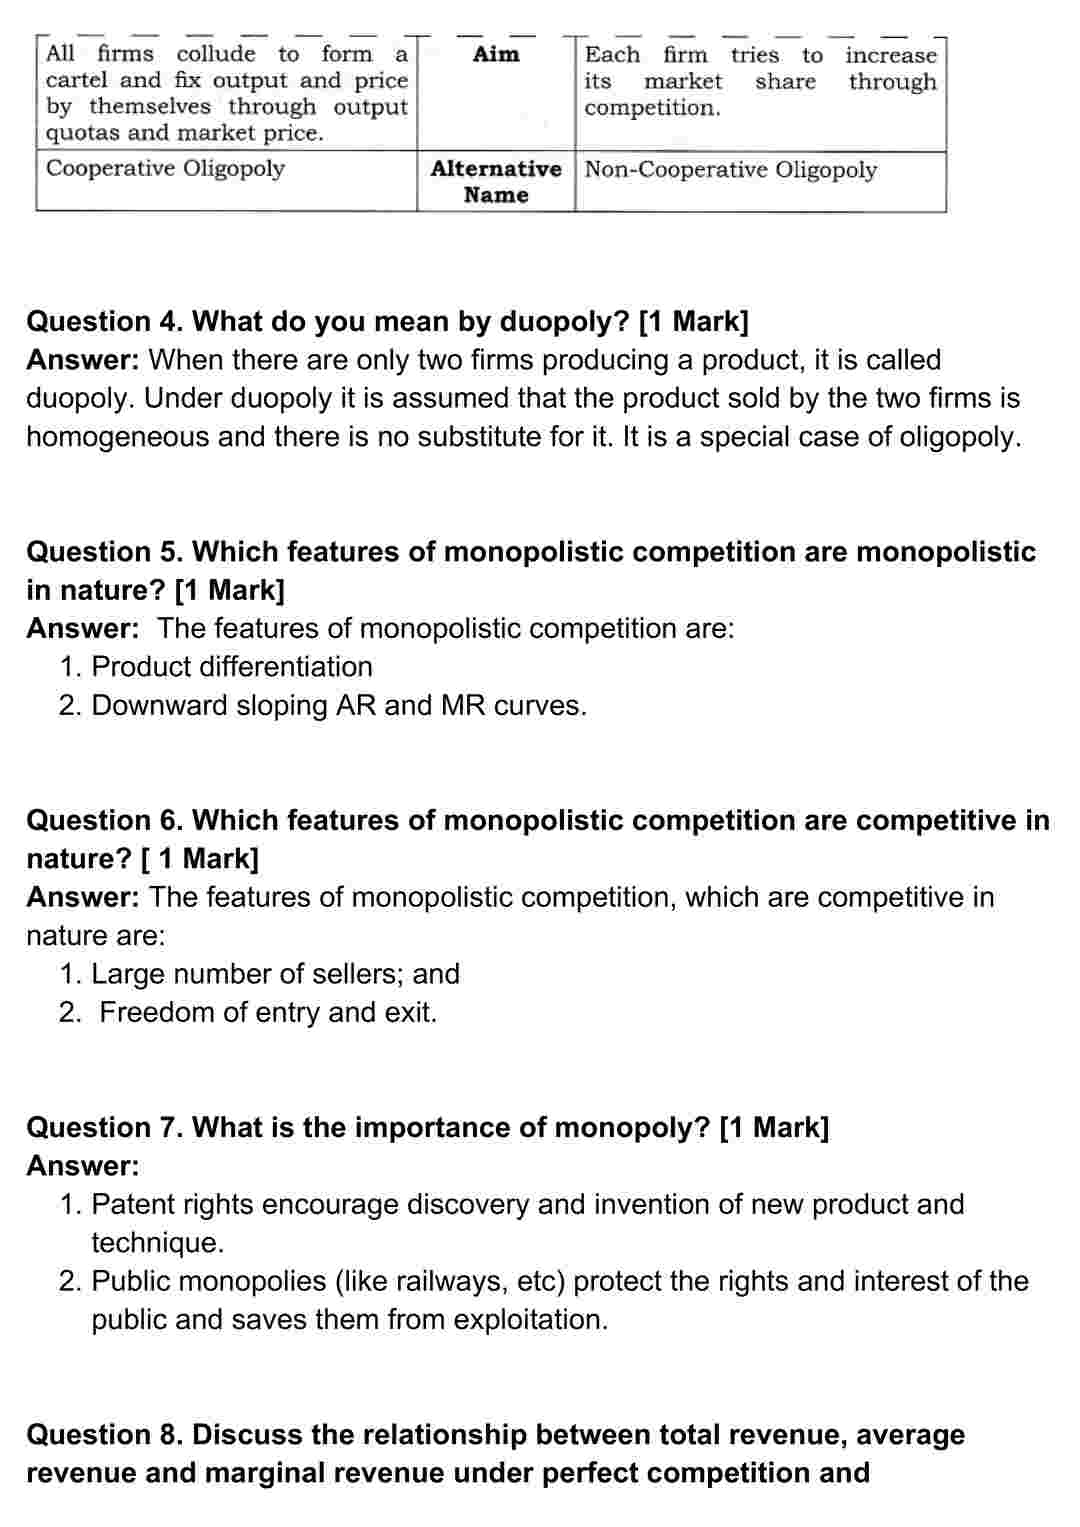 All firms collude to form a
cartel and fix output and price
by themselves through output
quotas and market price.
Aim
Each firm tries to increase
its market share through
competition.
Cooperative Oligopoly
Alternative
Name
Non-Cooperative Oligopoly
Question 4. What do you mean by duopoly? [1 Mark]
Answer: When there are only two firms producing a product, it is called
duopoly. Under duopoly it is assumed that the product sold by the two firms is
homogeneous and there is no substitute for it. It is a special case of oligopoly.
Question 5. Which features of monopolistic competition are monopolistic
in nature? [1 Mark]
Answer:  The features of monopolistic competition are:
1. Product differentiation
2. Downward sloping AR and MR curves.
Question 6. Which features of monopolistic competition are competitive in
nature? [ 1 Mark]
Answer: The features of monopolistic competition, which are competitive in
nature are:
1. Large number of sellers; and
2.  Freedom of entry and exit.
Question 7. What is the importance of monopoly? [1 Mark]
Answer:
1. Patent rights encourage discovery and invention of new product and
technique.
2. Public monopolies (like railways, etc) protect the rights and interest of the
public and saves them from exploitation.
Question 8. Discuss the relationship between total revenue, average
revenue and marginal revenue under perfect competition and